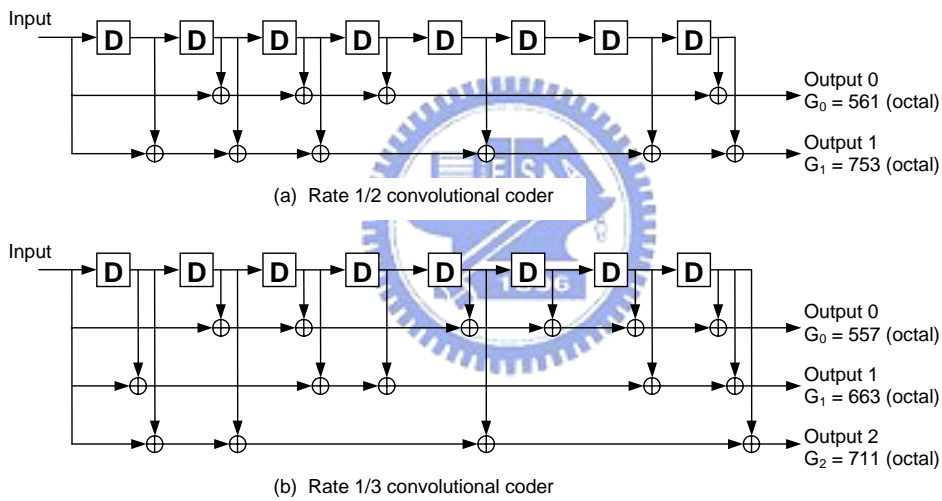 Input
D D D D D D D D
Output 0
G0 = 561 (octal)
Output 1
G1 = 753 (octal)
(a) Rate 1/2 convolutional coder
Input
D D D D D D D D
Output 0
G0 = 557 (octal)
Output 1
G1 = 663 (octal)
Output 2
G2 = 711 (octal)
(b) Rate 1/3 convolutional coder